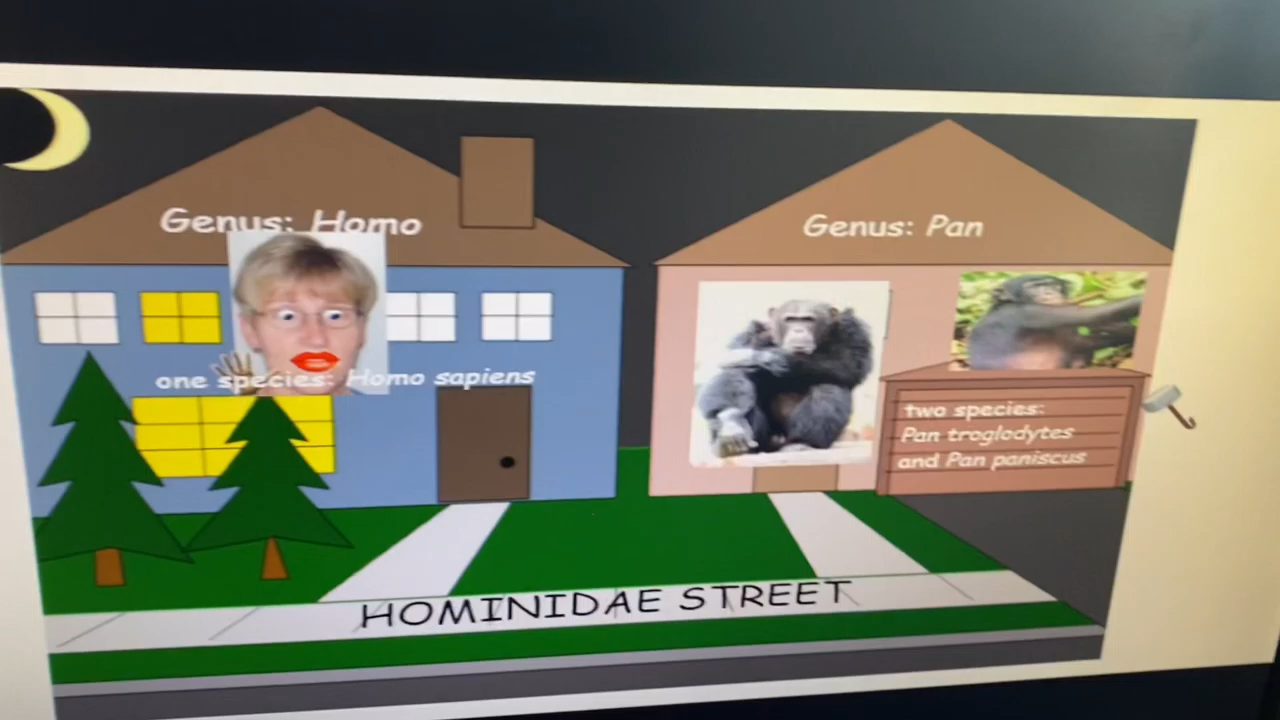 Genus: Homo
Genus: Pan
one species: Homo sapiens
two species:
Pan troglodytes
and Pan paniscus
HOMINIDAE STREET